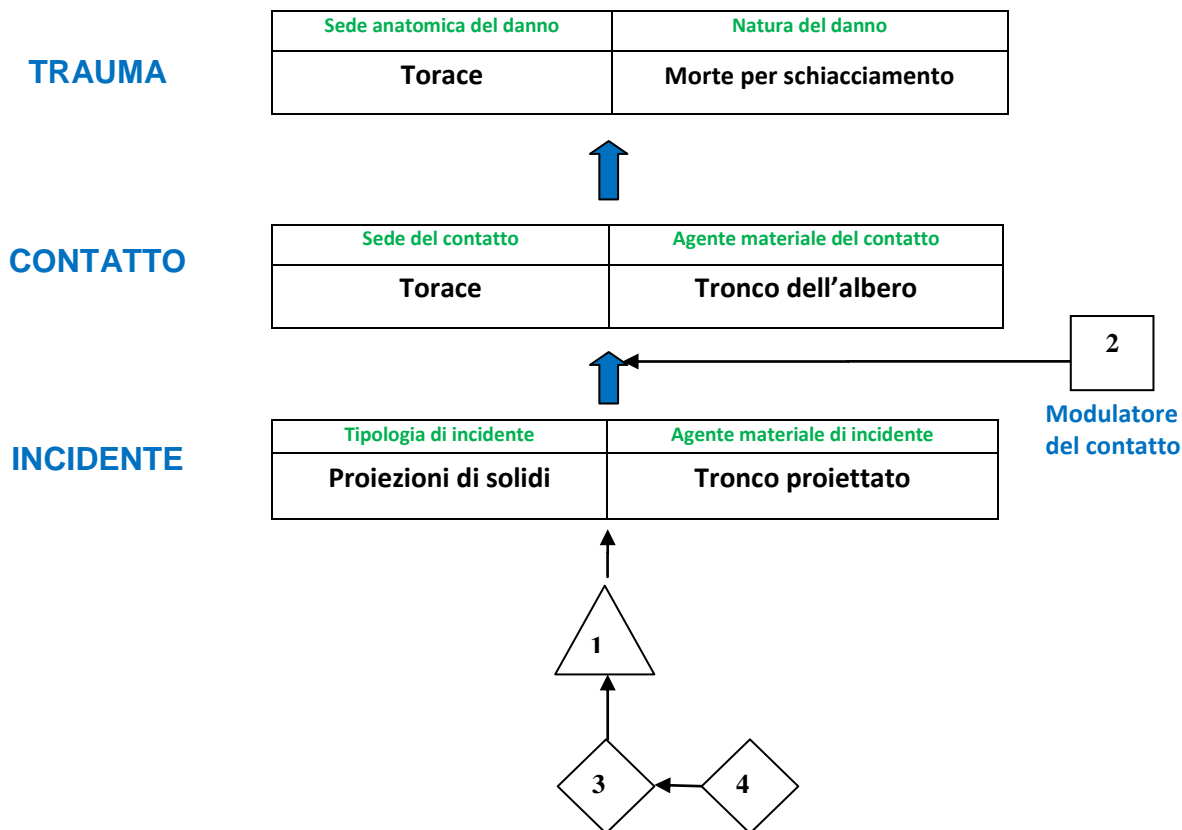 Sede anatomica del danno Natura del danno
TRAUMA Torace Morte per schiacciamento
Sede del contatto Agente materiale del contatto
CONTATTO Torace Tronco dell’albero
2
Modulatore
del contatto
Tipologia di incidente Agente materiale di incidente
INCIDENTE Proiezioni di solidi Tronco proiettato
1
3 4